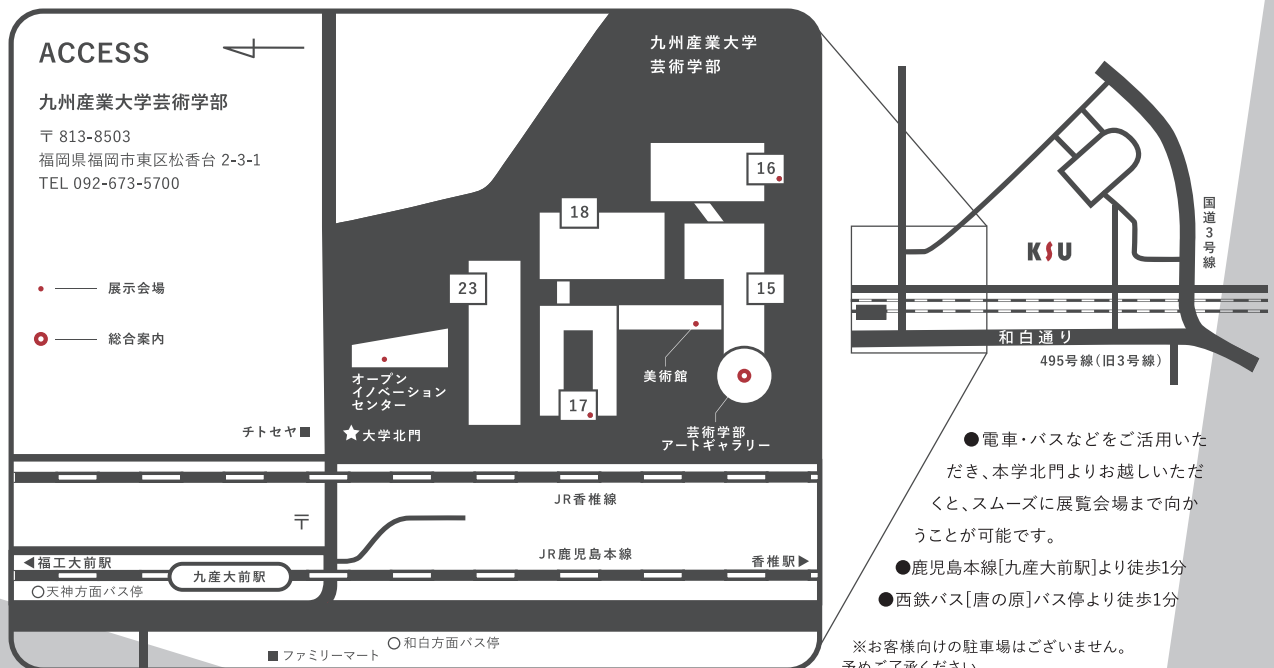 ACCESS
九州産業大学芸術学部
〒 813-8503
福岡県福岡市東区松香台 2-3-1
TEL 092-673-5700
展示会場
総合案内
九州産業大学
芸術学部
16
18
23
15
17
オープン
イノベーション
センター
美術館
芸術学部
アートギャラリー
チトセヤ■
★大学北門
JR香椎線
〒
JR鹿児島本線
◀福工大前駅
香椎駅▶
九産大前駅
○天神方面バス停
○和白方面バス停
■ファミリーマート
国道3号線
KSU
和白通り
495号線(旧3号線)
●電車・バスなどをご活用いた
だき、本学北門よりお越しいただ
くと、スムーズに展覧会場まで向か
うことが可能です。
●鹿児島本線[九産大前駅]より徒歩1分
●西鉄バス[唐の原]バス停より徒歩1分
※お客様向けの駐車場はございません。
予めご了承ください。